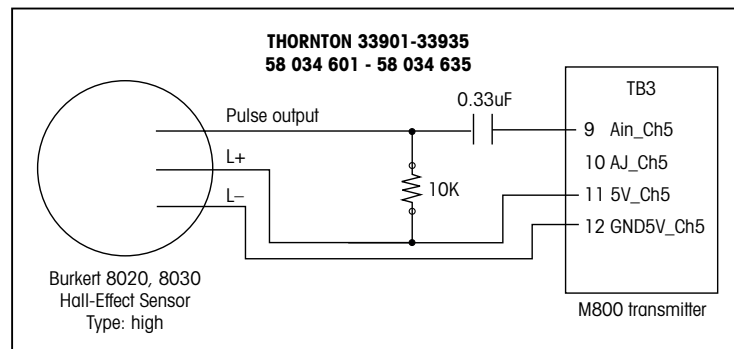 THORNTON 33901-33935
58 034 601 - 58 034 635
Pulse output
0.33uF
TB3
9 Ain_Ch5
10 AJ_Ch5
L+
10K
11 5V_Ch5
L–
12 GND5V_Ch5
Burkert 8020, 8030
Hall-Effect Sensor
Type: high
M800 transmitter